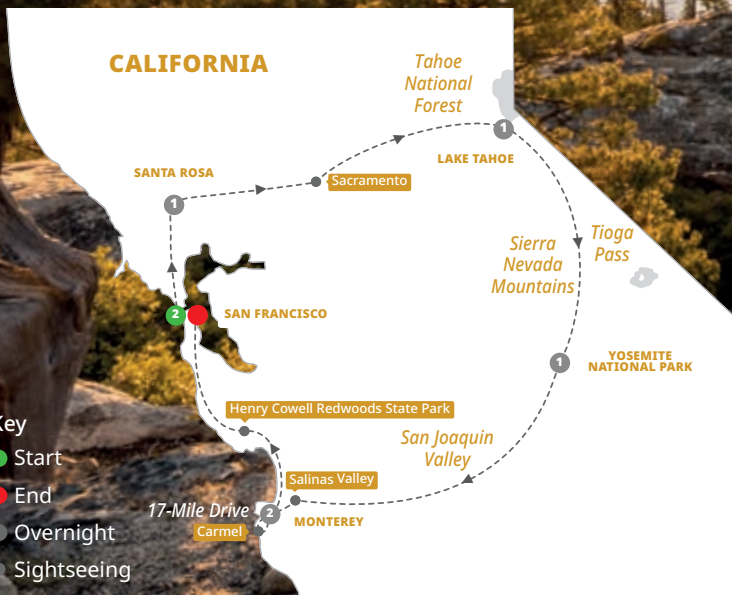 CALIFORNIA
Tahoe
National
Forest
1
LAKE TAHOE
SANTA ROSA
Sacramento
1
Sierra
Nevada
Mountains
Tioga
Pass
2
SAN FRANCISCO
1
YOSEMITE
NATIONAL PARK
Henry Cowell Redwoods State Park
San Joaquin
Valley
Salinas Valley
17-Mile Drive
2
MONTEREY
Carmel
Key
Start
End
Overnight
Sightseeing